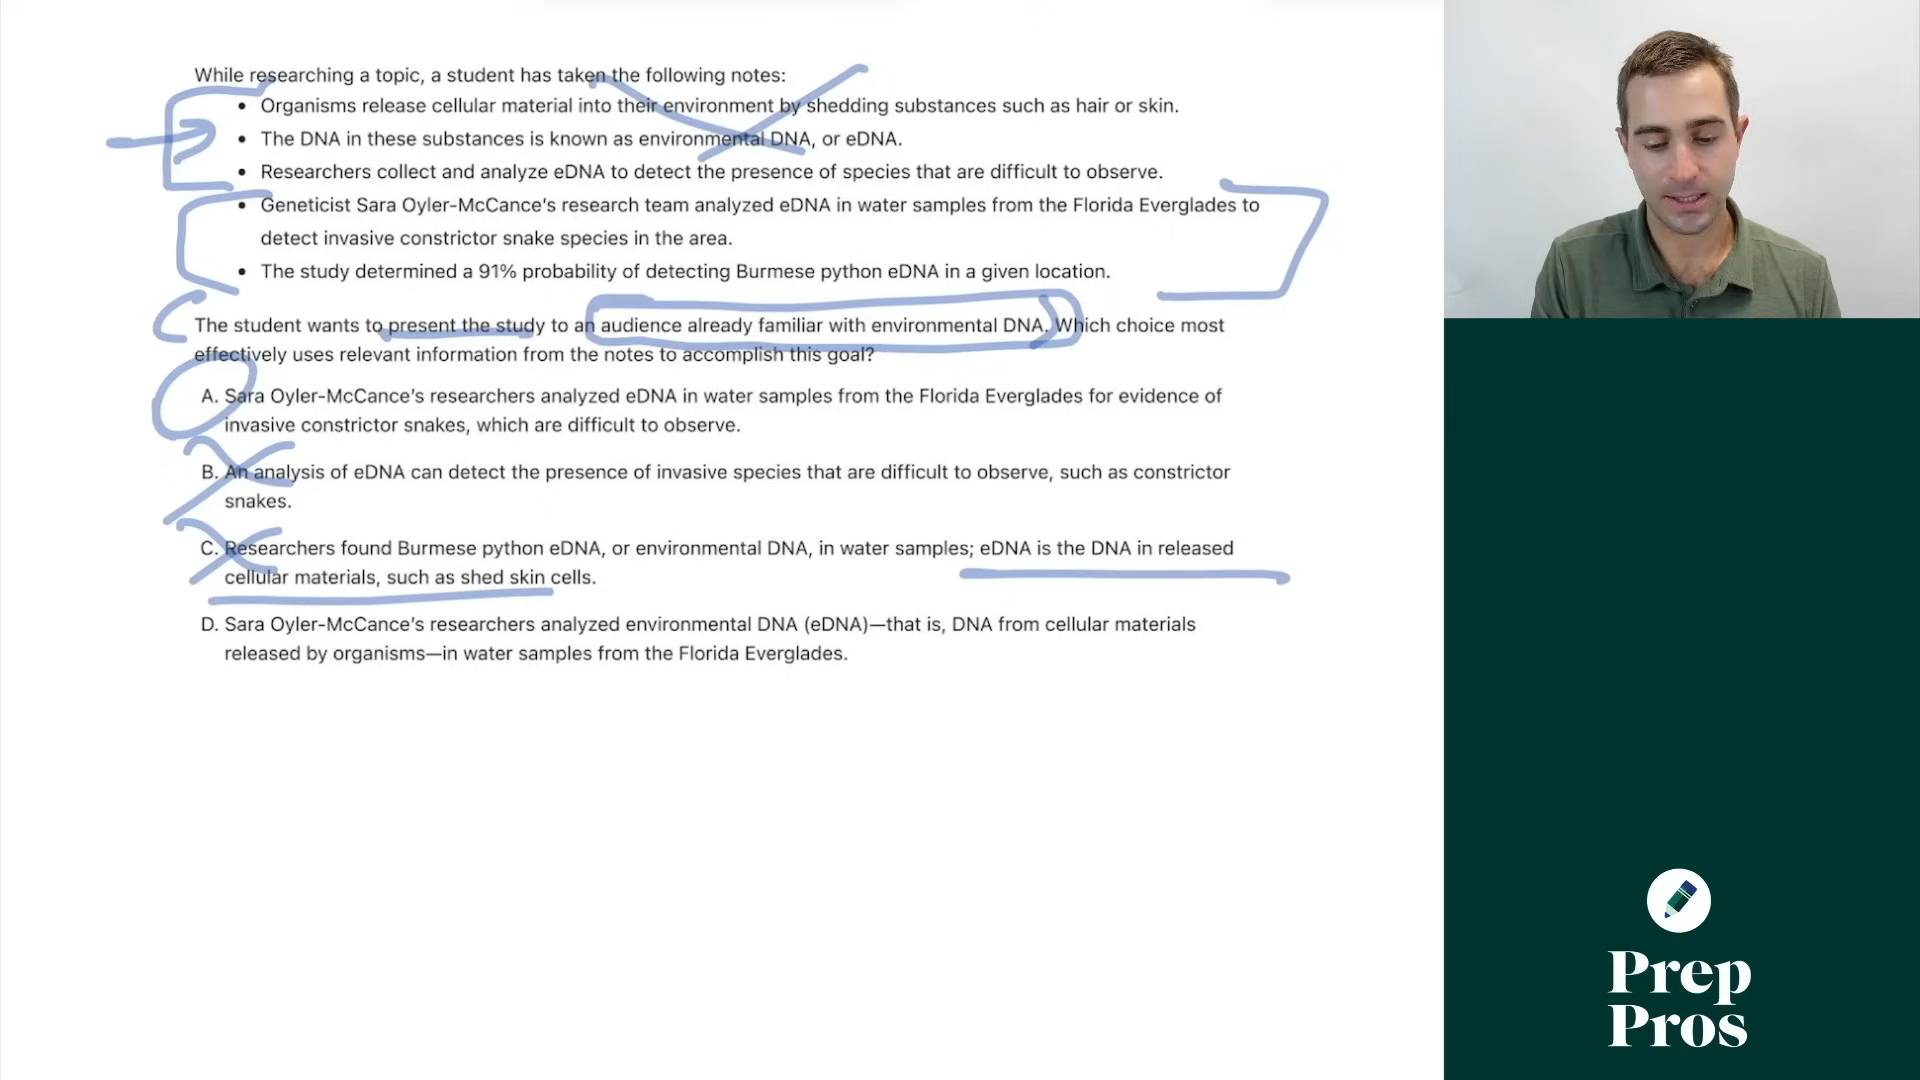 While researching a topic, a student has taken the following notes:
• Organisms release cellular material into their environment by shedding substances such as hair or skin.
• The DNA in these substances is known as environmental DNA, or eDNA.
• Researchers collect and analyze eDNA to detect the presence of species that are difficult to observe.
• Geneticist Sara Oyler-McCance's research team analyzed eDNA in water samples from the Florida Everglades to
detect invasive constrictor snake species in the area.
• The study determined a 91% probability of detecting Burmese python eDNA in a given location.
The student wants to present the study to an audience already familiar with environmental DNA. Which choice most
effectively uses relevant information from the notes to accomplish this goal?
A. Sara Oyler-McCance's researchers analyzed eDNA in water samples from the Florida Everglades for evidence of
invasive constrictor snakes, which are difficult to observe.
B. An analysis of eDNA can detect the presence of invasive species that are difficult to observe, such as constrictor
snakes.
C. Researchers found Burmese python eDNA, or environmental DNA, in water samples; eDNA is the DNA in released
cellular materials, such as shed skin cells.
D. Sara Oyler-McCance's researchers analyzed environmental DNA (eDNA)—that is, DNA from cellular materials
released by organisms—in water samples from the Florida Everglades.
Prep
Pros